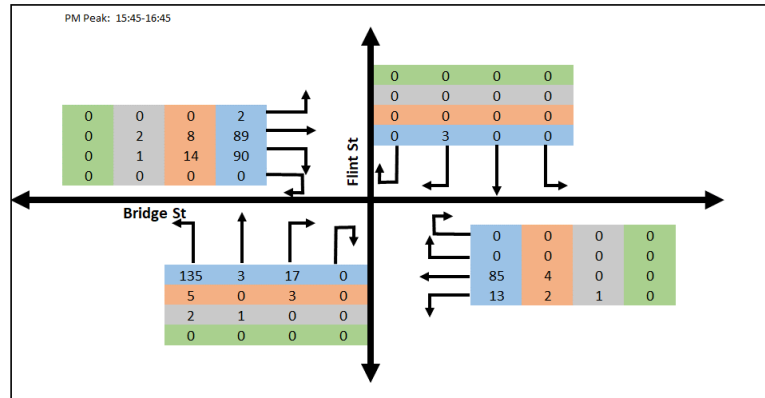 PM Peak: 15:45-16:45
0 0 0 0
0 0 0 0
0 0 0 0
0 3 0 0
0 0 0 2
0 2 8 89
0 1 14 90
0 0 0 0
Flint St
Bridge St
0 0 0 0
0 0 0 0
85 4 0 0
13 2 1 0
135 3 17 0
5 0 3 0
2 1 0 0
0 0 0 0